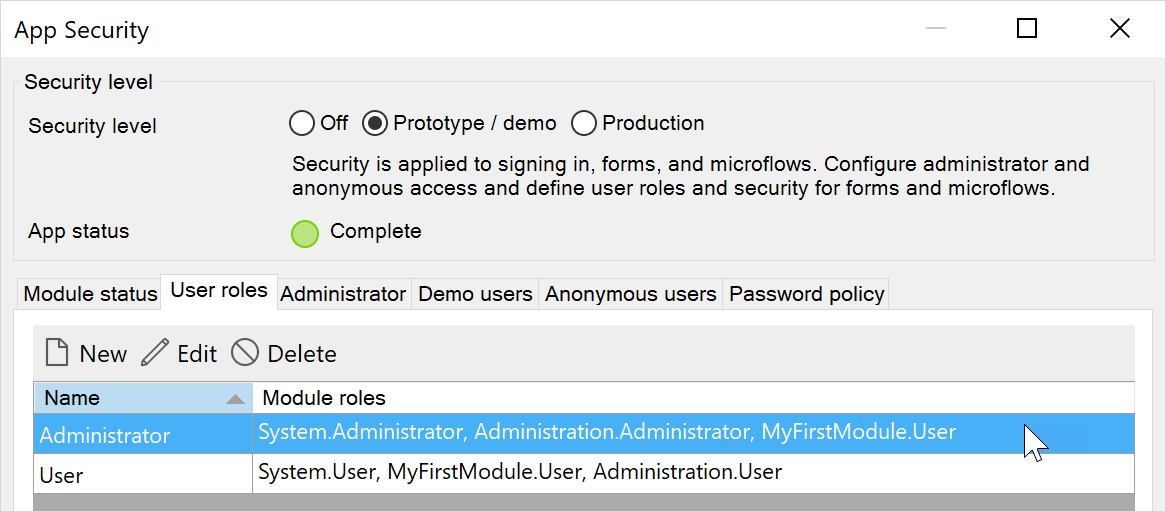 App Security
Security level
Security level
Off Prototype / demo Production
Security is applied to signing in, forms, and microflows. Configure administrator and
anonymous access and define user roles and security for forms and microflows.
App status Complete
Module status User roles Administrator Demo users Anonymous users Password policy
New Edit Delete
Name Module roles
Administrator System.Administrator, Administration.Administrator, MyFirstModule.User
User System.User, MyFirstModule.User, Administration.User